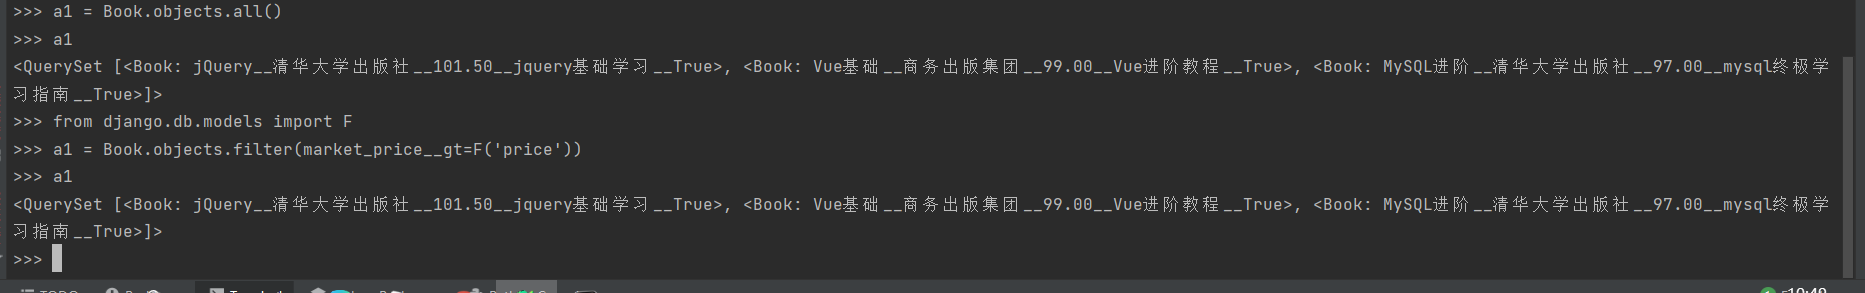 >>> a1 = Book.objects.all()
>>> a1
<QuerySet [<Book: jQuery__清华大学出版社__101.50__jquery基础学习__True>, <Book: Vue基础__商务出版集团__99.00__Vue进阶教程__True>, <Book: MySQL进阶__清华大学出版社__97.00__mysql终极学
习指南__True>]>
>>> from django.db.models import F
>>> a1 = Book.objects.filter(market_price__gt=F('price'))
>>> a1
<QuerySet [<Book: jQuery__清华大学出版社__101.50__jquery基础学习__True>, <Book: Vue基础__商务出版集团__99.00__Vue进阶教程__True>, <Book: MySQL进阶__清华大学出版社__97.00__mysql终极学
习指南__True>]>
>>>